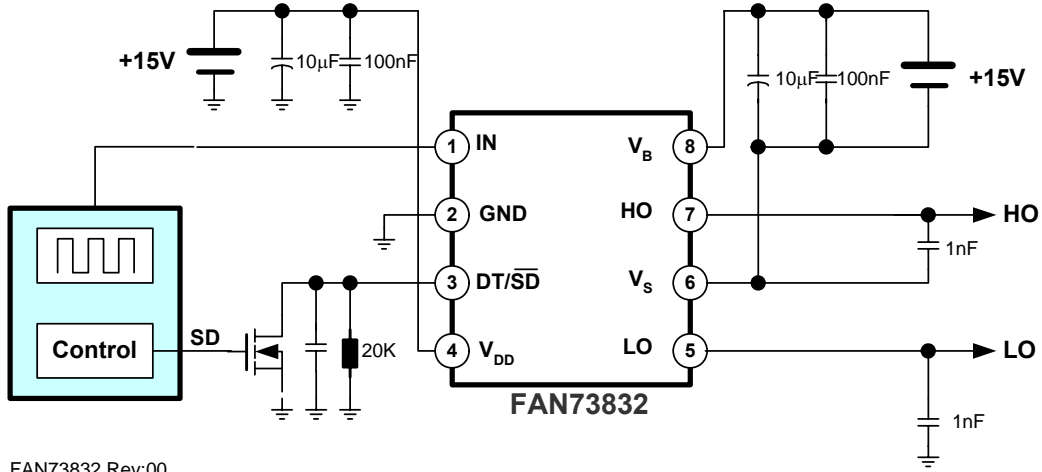 +15V
10μF
100nF
10μF
100nF
+15V
1
IN
V_B
8
2
GND
HO
7
HO
1nF
3
DT/S̅D̅
V_S
6
Control
SD
20K
4
V_DD
LO
5
LO
1nF
FAN73832
FAN73832 Rev:00